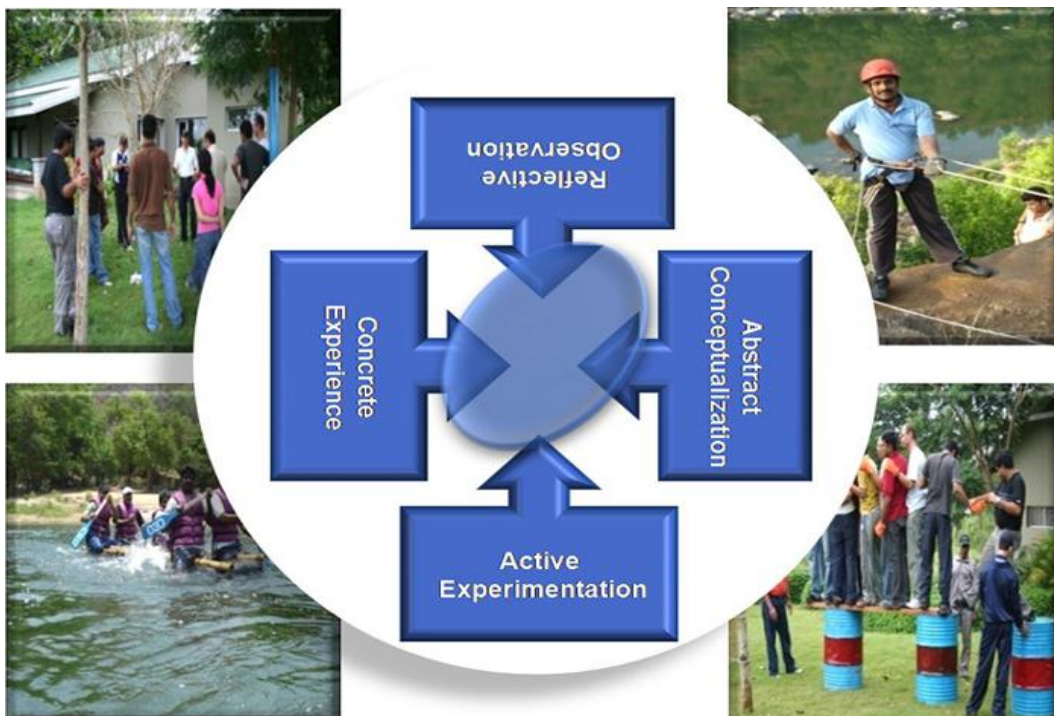 Reflective
Observation
Concrete
Experience
Abstract
Conceptualization
Active
Experimentation